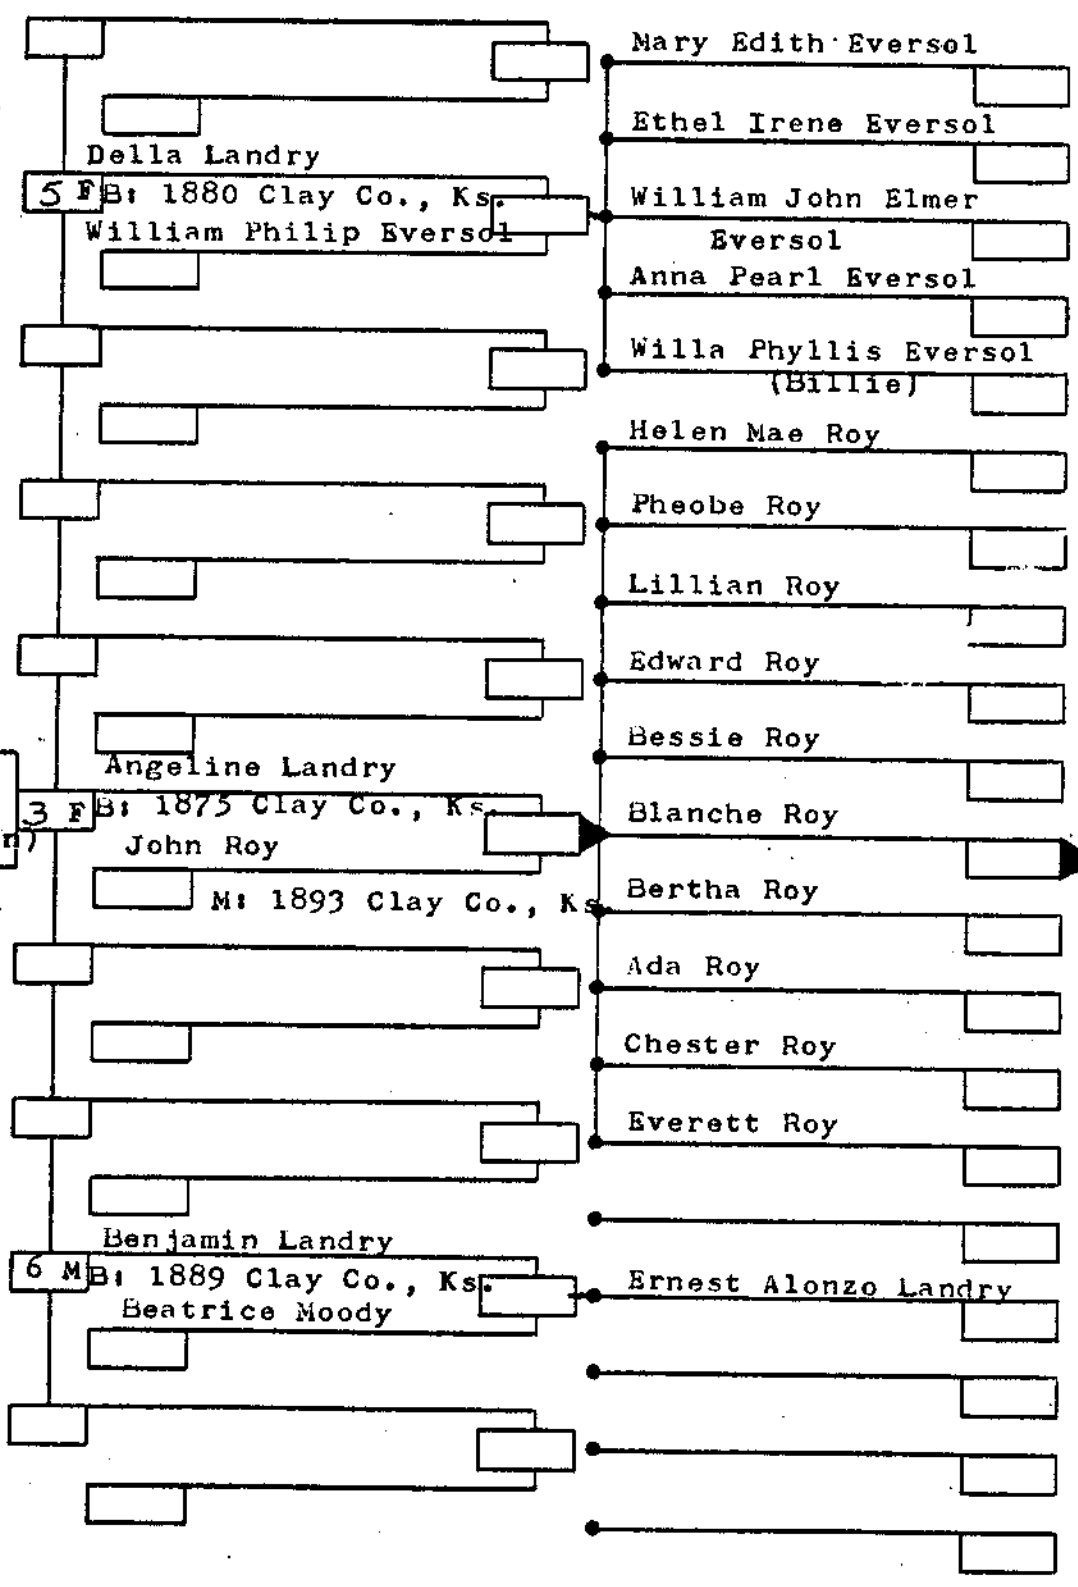 Della Landry
5 F B: 1880 Clay Co., Ks.
William Philip Eversol
Mary Edith Eversol
Ethel Irene Eversol
William John Elmer
Eversol
Anna Pearl Eversol
Willa Phyllis Eversol
(Billie)
Angeline Landry
3 F B: 1875 Clay Co., Ks.
n)
John Roy
M: 1893 Clay Co., Ks
Helen Mae Roy
Pheobe Roy
Lillian Roy
Edward Roy
Bessie Roy
Blanche Roy
Bertha Roy
Ada Roy
Chester Roy
Everett Roy
Benjamin Landry
6 M B: 1889 Clay Co., Ks.
Beatrice Moody
Ernest Alonzo Landry